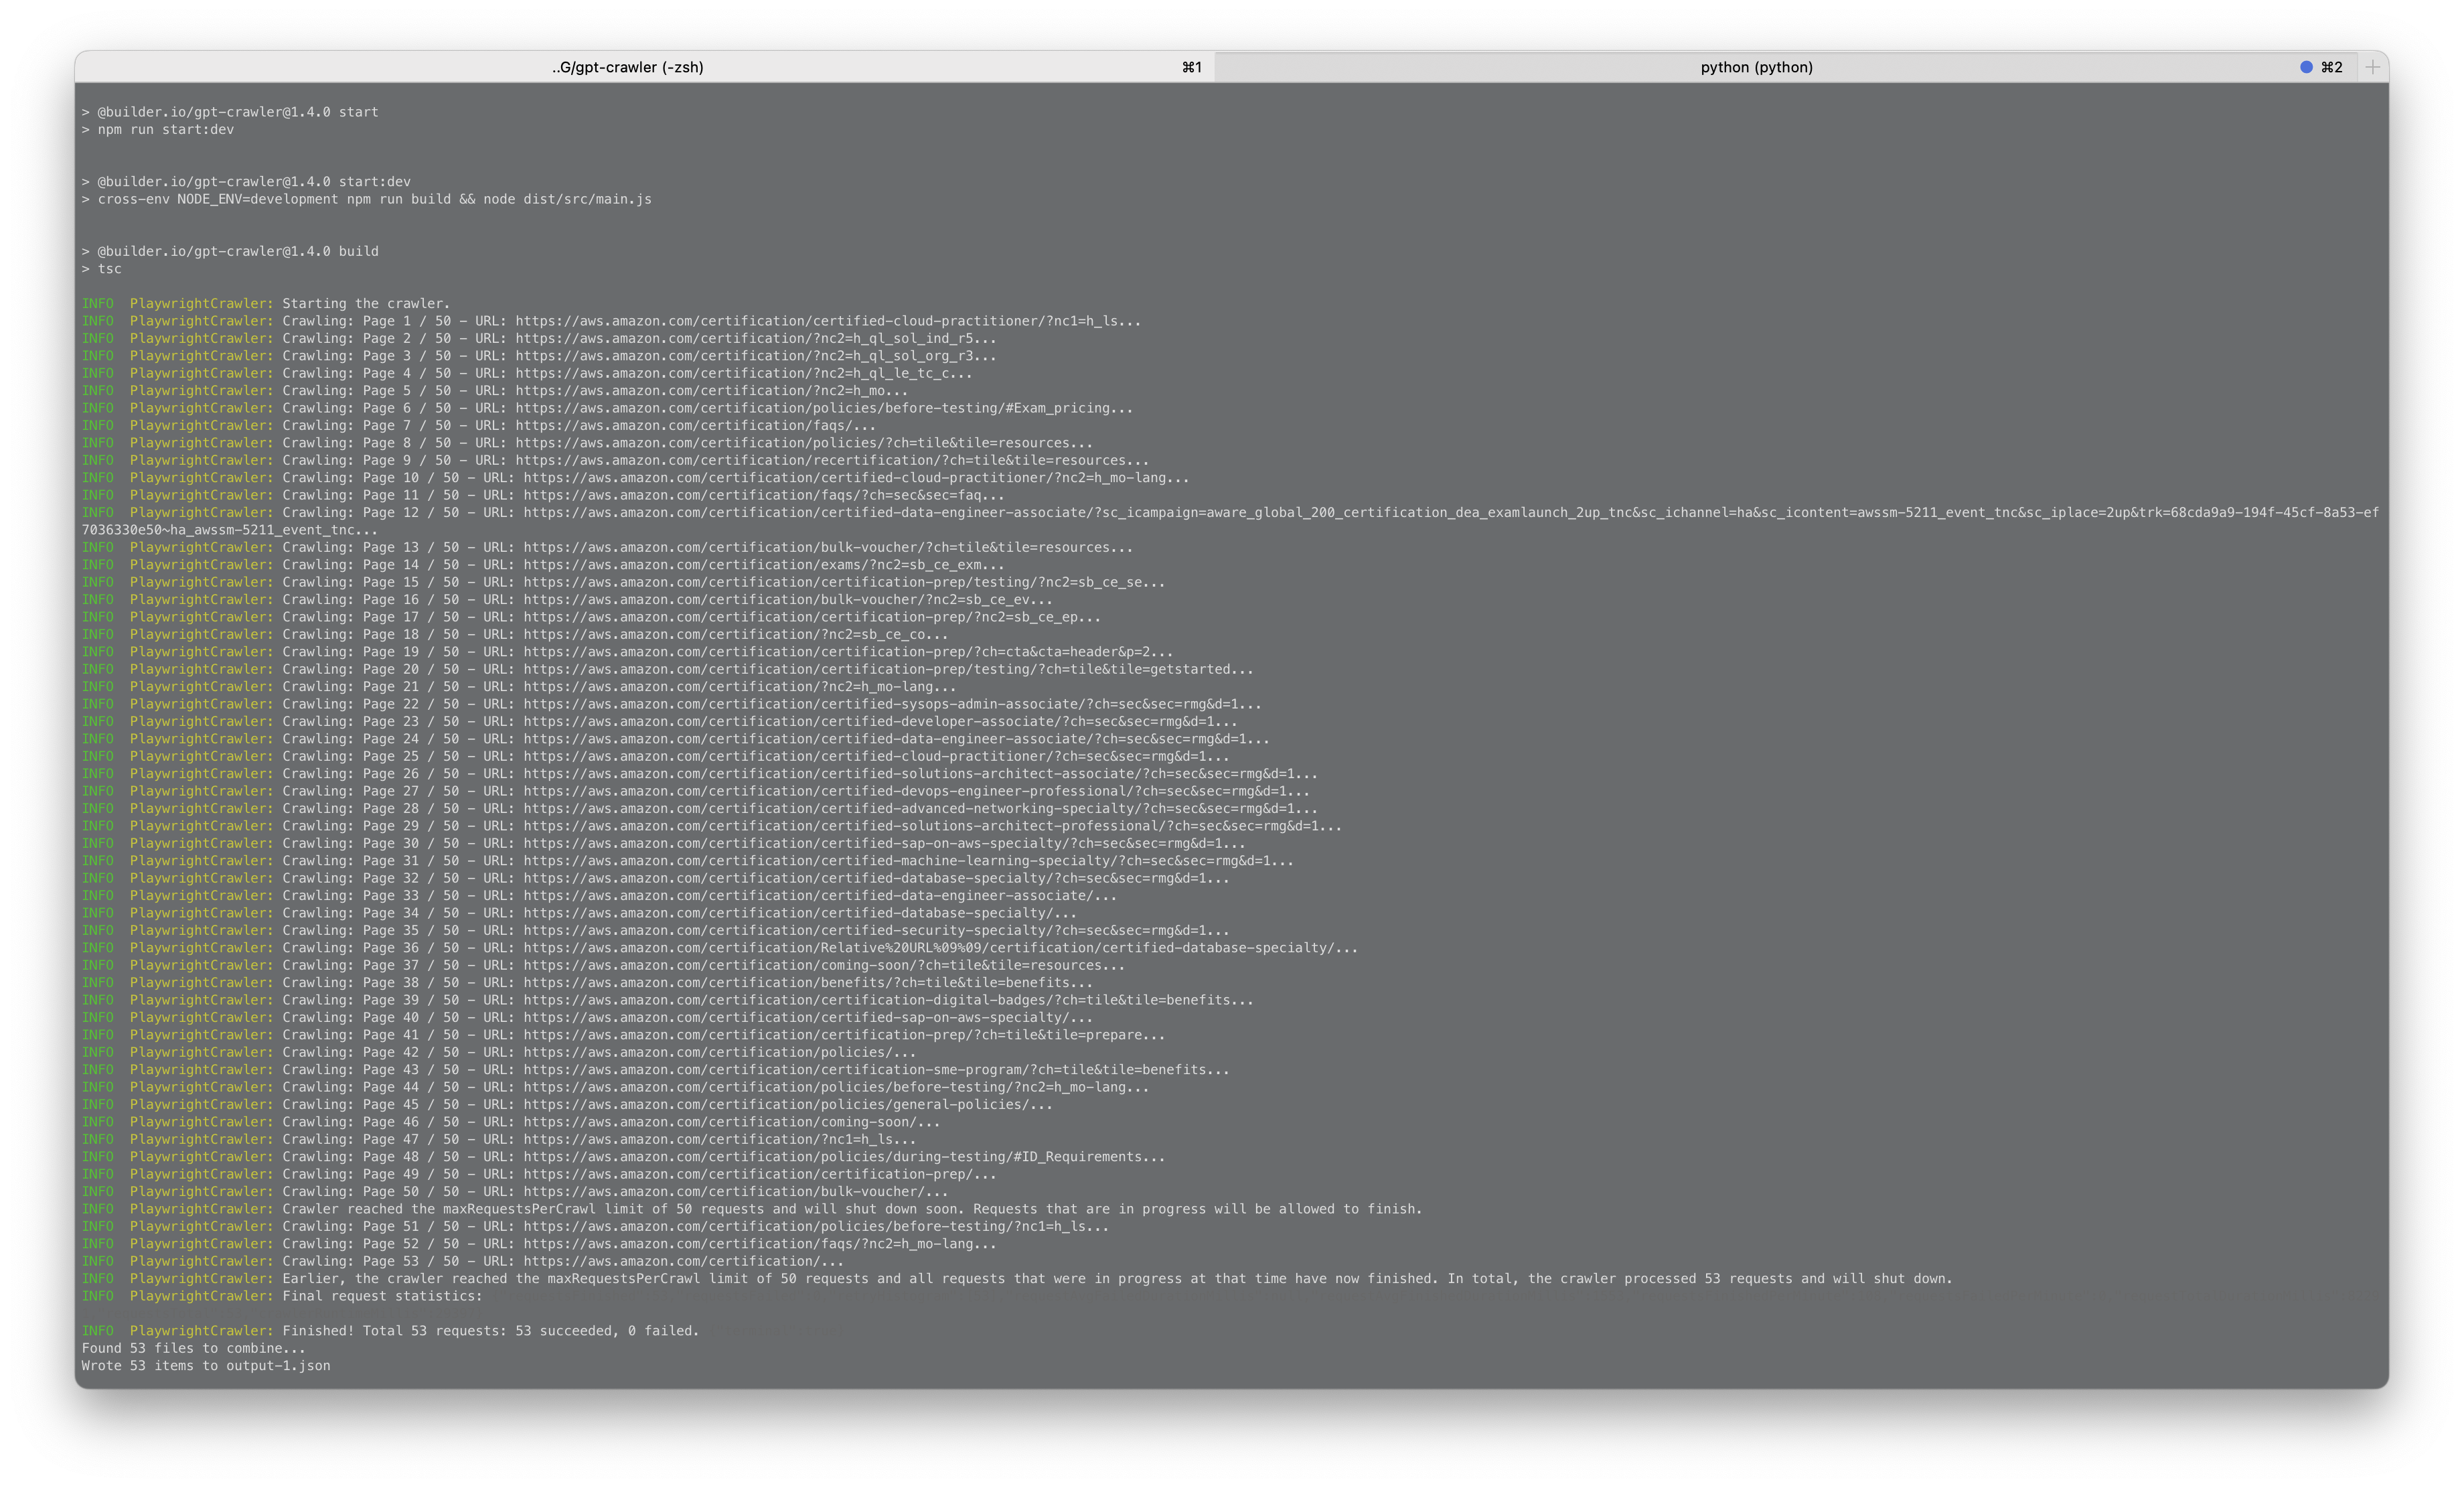 ..G/gpt-crawler (-zsh) ⌘1 python (python) ⌘2
> @builder.io/gpt-crawler@1.4.0 start
> npm run start:dev
> @builder.io/gpt-crawler@1.4.0 start:dev
> cross-env NODE_ENV=development npm run build && node dist/src/main.js
> @builder.io/gpt-crawler@1.4.0 build
> tsc
INFO  PlaywrightCrawler: Starting the crawler.
INFO  PlaywrightCrawler: Crawling: Page 1 / 50 - URL: https://aws.amazon.com/certification/certified-cloud-practitioner/?nc1=h_ls...
INFO  PlaywrightCrawler: Crawling: Page 2 / 50 - URL: https://aws.amazon.com/certification/?nc2=h_ql_sol_ind_r5...
INFO  PlaywrightCrawler: Crawling: Page 3 / 50 - URL: https://aws.amazon.com/certification/?nc2=h_ql_sol_org_r3...
INFO  PlaywrightCrawler: Crawling: Page 4 / 50 - URL: https://aws.amazon.com/certification/?nc2=h_ql_le_tc_c...
INFO  PlaywrightCrawler: Crawling: Page 5 / 50 - URL: https://aws.amazon.com/certification/?nc2=h_mo...
INFO  PlaywrightCrawler: Crawling: Page 6 / 50 - URL: https://aws.amazon.com/certification/policies/before-testing/#Exam_pricing...
INFO  PlaywrightCrawler: Crawling: Page 7 / 50 - URL: https://aws.amazon.com/certification/faqs/...
INFO  PlaywrightCrawler: Crawling: Page 8 / 50 - URL: https://aws.amazon.com/certification/policies/?ch=tile&tile=resources...
INFO  PlaywrightCrawler: Crawling: Page 9 / 50 - URL: https://aws.amazon.com/certification/recertification/?ch=tile&tile=resources...
INFO  PlaywrightCrawler: Crawling: Page 10 / 50 - URL: https://aws.amazon.com/certification/certified-cloud-practitioner/?nc2=h_mo-lang...
INFO  PlaywrightCrawler: Crawling: Page 11 / 50 - URL: https://aws.amazon.com/certification/faqs/?ch=sec&sec=faq...
INFO  PlaywrightCrawler: Crawling: Page 12 / 50 - URL: https://aws.amazon.com/certification/certified-data-engineer-associate/?sc_icampaign=aware_global_200_certification_dea_examlaunch_2up_tnc&sc_ichannel=ha&sc_icontent=awssm-5211_event_tnc&sc_iplace=2up&trk=68cda9a9-194f-45cf-8a53-ef
7036330e50~ha_awssm-5211_event_tnc...
INFO  PlaywrightCrawler: Crawling: Page 13 / 50 - URL: https://aws.amazon.com/certification/bulk-voucher/?ch=tile&tile=resources...
INFO  PlaywrightCrawler: Crawling: Page 14 / 50 - URL: https://aws.amazon.com/certification/exams/?nc2=sb_ce_exm...
INFO  PlaywrightCrawler: Crawling: Page 15 / 50 - URL: https://aws.amazon.com/certification/certification-prep/testing/?nc2=sb_ce_se...
INFO  PlaywrightCrawler: Crawling: Page 16 / 50 - URL: https://aws.amazon.com/certification/bulk-voucher/?nc2=sb_ce_ev...
INFO  PlaywrightCrawler: Crawling: Page 17 / 50 - URL: https://aws.amazon.com/certification/certification-prep/?nc2=sb_ce_ep...
INFO  PlaywrightCrawler: Crawling: Page 18 / 50 - URL: https://aws.amazon.com/certification/?nc2=sb_ce_co...
INFO  PlaywrightCrawler: Crawling: Page 19 / 50 - URL: https://aws.amazon.com/certification/certification-prep/?ch=cta&cta=header&p=2...
INFO  PlaywrightCrawler: Crawling: Page 20 / 50 - URL: https://aws.amazon.com/certification/certification-prep/testing/?ch=tile&tile=getstarted...
INFO  PlaywrightCrawler: Crawling: Page 21 / 50 - URL: https://aws.amazon.com/certification/?nc2=h_mo-lang...
INFO  PlaywrightCrawler: Crawling: Page 22 / 50 - URL: https://aws.amazon.com/certification/certified-sysops-admin-associate/?ch=sec&sec=rmg&d=1...
INFO  PlaywrightCrawler: Crawling: Page 23 / 50 - URL: https://aws.amazon.com/certification/certified-developer-associate/?ch=sec&sec=rmg&d=1...
INFO  PlaywrightCrawler: Crawling: Page 24 / 50 - URL: https://aws.amazon.com/certification/certified-data-engineer-associate/?ch=sec&sec=rmg&d=1...
INFO  PlaywrightCrawler: Crawling: Page 25 / 50 - URL: https://aws.amazon.com/certification/certified-cloud-practitioner/?ch=sec&sec=rmg&d=1...
INFO  PlaywrightCrawler: Crawling: Page 26 / 50 - URL: https://aws.amazon.com/certification/certified-solutions-architect-associate/?ch=sec&sec=rmg&d=1...
INFO  PlaywrightCrawler: Crawling: Page 27 / 50 - URL: https://aws.amazon.com/certification/certified-devops-engineer-professional/?ch=sec&sec=rmg&d=1...
INFO  PlaywrightCrawler: Crawling: Page 28 / 50 - URL: https://aws.amazon.com/certification/certified-advanced-networking-specialty/?ch=sec&sec=rmg&d=1...
INFO  PlaywrightCrawler: Crawling: Page 29 / 50 - URL: https://aws.amazon.com/certification/certified-solutions-architect-professional/?ch=sec&sec=rmg&d=1...
INFO  PlaywrightCrawler: Crawling: Page 30 / 50 - URL: https://aws.amazon.com/certification/certified-sap-on-aws-specialty/?ch=sec&sec=rmg&d=1...
INFO  PlaywrightCrawler: Crawling: Page 31 / 50 - URL: https://aws.amazon.com/certification/certified-machine-learning-specialty/?ch=sec&sec=rmg&d=1...
INFO  PlaywrightCrawler: Crawling: Page 32 / 50 - URL: https://aws.amazon.com/certification/certified-database-specialty/?ch=sec&sec=rmg&d=1...
INFO  PlaywrightCrawler: Crawling: Page 33 / 50 - URL: https://aws.amazon.com/certification/certified-data-engineer-associate/...
INFO  PlaywrightCrawler: Crawling: Page 34 / 50 - URL: https://aws.amazon.com/certification/certified-database-specialty/...
INFO  PlaywrightCrawler: Crawling: Page 35 / 50 - URL: https://aws.amazon.com/certification/certified-security-specialty/?ch=sec&sec=rmg&d=1...
INFO  PlaywrightCrawler: Crawling: Page 36 / 50 - URL: https://aws.amazon.com/certification/Relative%20URL%09%09/certification/certified-database-specialty/...
INFO  PlaywrightCrawler: Crawling: Page 37 / 50 - URL: https://aws.amazon.com/certification/coming-soon/?ch=tile&tile=resources...
INFO  PlaywrightCrawler: Crawling: Page 38 / 50 - URL: https://aws.amazon.com/certification/benefits/?ch=tile&tile=benefits...
INFO  PlaywrightCrawler: Crawling: Page 39 / 50 - URL: https://aws.amazon.com/certification/certification-digital-badges/?ch=tile&tile=benefits...
INFO  PlaywrightCrawler: Crawling: Page 40 / 50 - URL: https://aws.amazon.com/certification/certified-sap-on-aws-specialty/...
INFO  PlaywrightCrawler: Crawling: Page 41 / 50 - URL: https://aws.amazon.com/certification/certification-prep/?ch=tile&tile=prepare...
INFO  PlaywrightCrawler: Crawling: Page 42 / 50 - URL: https://aws.amazon.com/certification/policies/...
INFO  PlaywrightCrawler: Crawling: Page 43 / 50 - URL: https://aws.amazon.com/certification/certification-sme-program/?ch=tile&tile=benefits...
INFO  PlaywrightCrawler: Crawling: Page 44 / 50 - URL: https://aws.amazon.com/certification/policies/before-testing/?nc2=h_mo-lang...
INFO  PlaywrightCrawler: Crawling: Page 45 / 50 - URL: https://aws.amazon.com/certification/policies/general-policies/...
INFO  PlaywrightCrawler: Crawling: Page 46 / 50 - URL: https://aws.amazon.com/certification/coming-soon/...
INFO  PlaywrightCrawler: Crawling: Page 47 / 50 - URL: https://aws.amazon.com/certification/?nc1=h_ls...
INFO  PlaywrightCrawler: Crawling: Page 48 / 50 - URL: https://aws.amazon.com/certification/policies/during-testing/#ID_Requirements...
INFO  PlaywrightCrawler: Crawling: Page 49 / 50 - URL: https://aws.amazon.com/certification/certification-prep/...
INFO  PlaywrightCrawler: Crawling: Page 50 / 50 - URL: https://aws.amazon.com/certification/bulk-voucher/...
INFO  PlaywrightCrawler: Crawler reached the maxRequestsPerCrawl limit of 50 requests and will shut down soon. Requests that are in progress will be allowed to finish.
INFO  PlaywrightCrawler: Crawling: Page 51 / 50 - URL: https://aws.amazon.com/certification/policies/before-testing/?nc1=h_ls...
INFO  PlaywrightCrawler: Crawling: Page 52 / 50 - URL: https://aws.amazon.com/certification/faqs/?nc2=h_mo-lang...
INFO  PlaywrightCrawler: Crawling: Page 53 / 50 - URL: https://aws.amazon.com/certification/...
INFO  PlaywrightCrawler: Earlier, the crawler reached the maxRequestsPerCrawl limit of 50 requests and all requests that were in progress at that time have now finished. In total, the crawler processed 53 requests and will shut down.
INFO  PlaywrightCrawler: Final request statistics:
INFO  PlaywrightCrawler: Finished! Total 53 requests: 53 succeeded, 0 failed.
Found 53 files to combine...
Wrote 53 items to output-1.json